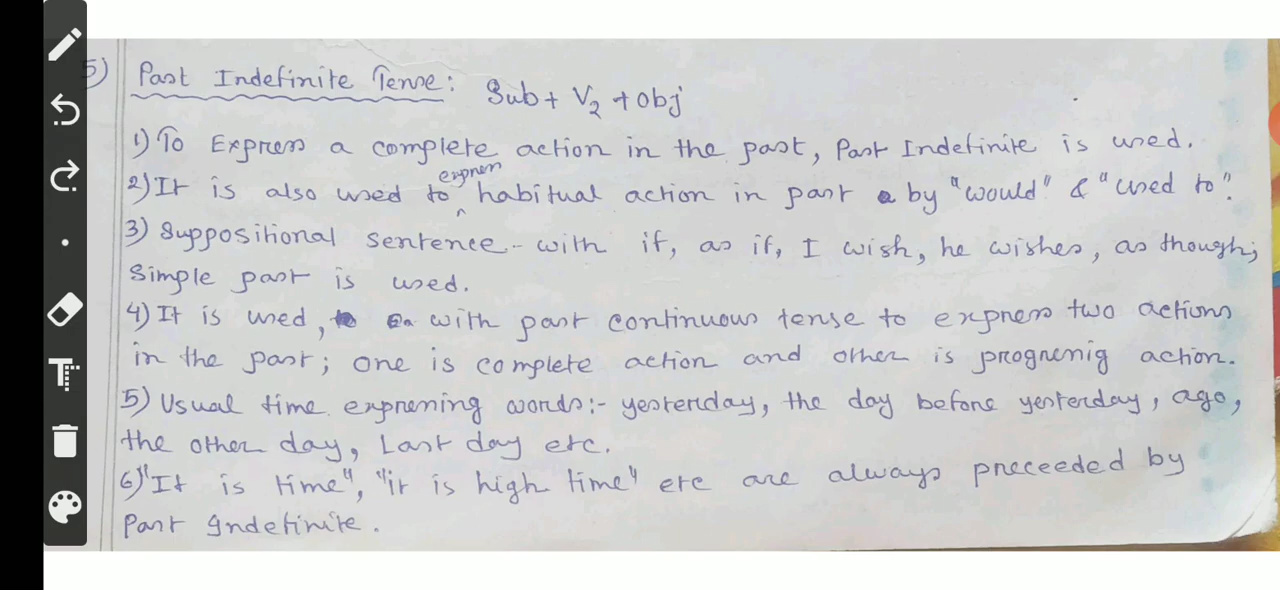 5) Past Indefinite Tense: Sub + V₂ + Obj
1) To Express a complete action in the past, Past Indefinite is used.
2) It is also used to express habitual action in past by "would" & "used to".
3) Suppositional sentence - with if, as if, I wish, he wishes, as though;
Simple past is used.
4) It is used, with past continuous tense to express two actions
in the past; one is complete action and other is progressig action.
5) Usual time expressing words:- yesterday, the day before yesterday, ago,
the other day, Last day etc.
6) "It is time", "it is high time" etc are always preceeded by
Past Indefinite.